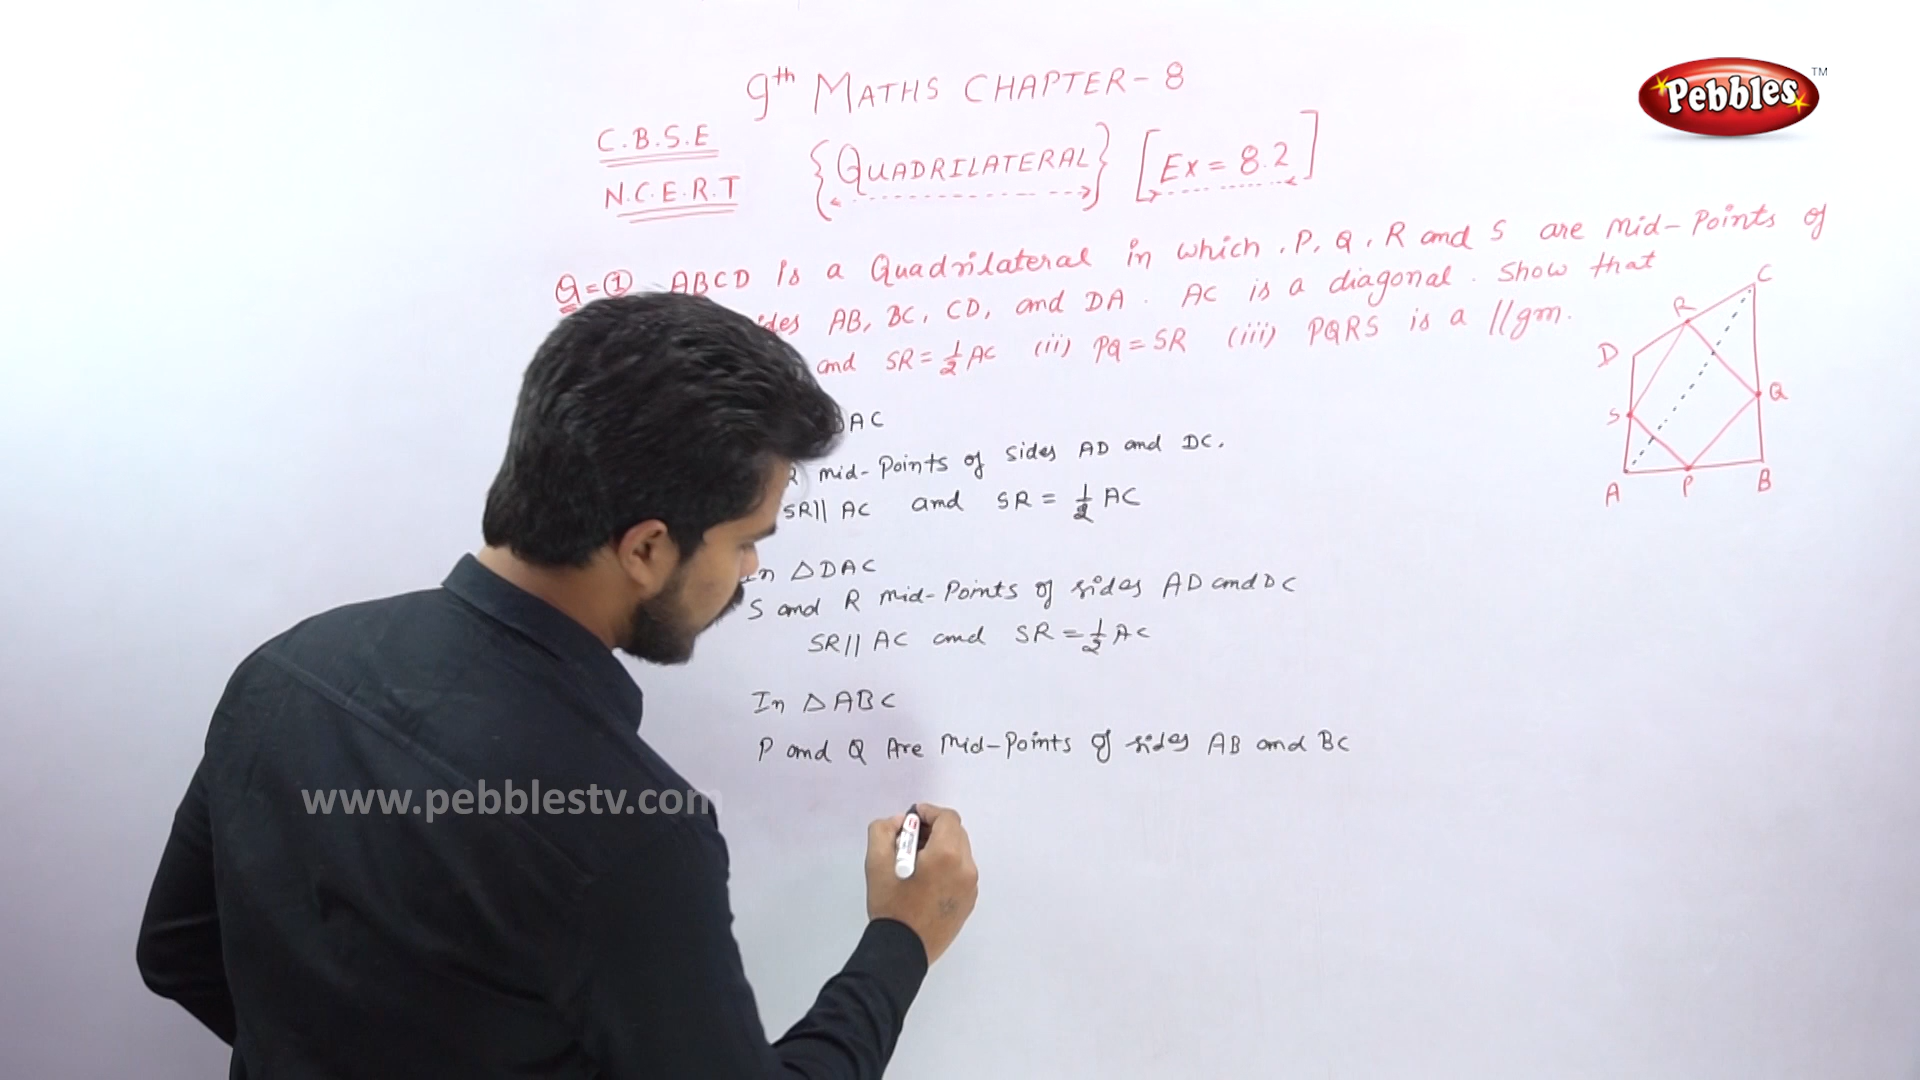 Pebbles TM
9th MATHS CHAPTER-8
C.B.S.E
N.C.E.R.T
{QUADRILATERAL} [Ex = 8.2]
Q=① ABCD is a Quadrilateral in which, P, Q, R and S are mid-Points of
AB, BC, CD, and DA. AC is a diagonal. Show that
and SR = 1/2 AC (ii) PQ = SR (iii) PQRS is a //gm.
AC
mid-Points of sides AD and DC.
SR|| AC and SR = 1/2 AC
In △DAC
S and R mid-Points of sides AD and DC
SR|| AC and SR = 1/2 AC
In △ABC
P and Q Are Mid-Points of sides AB and BC
C
R
D
S
Q
A
P
B
www.pebblestv.com